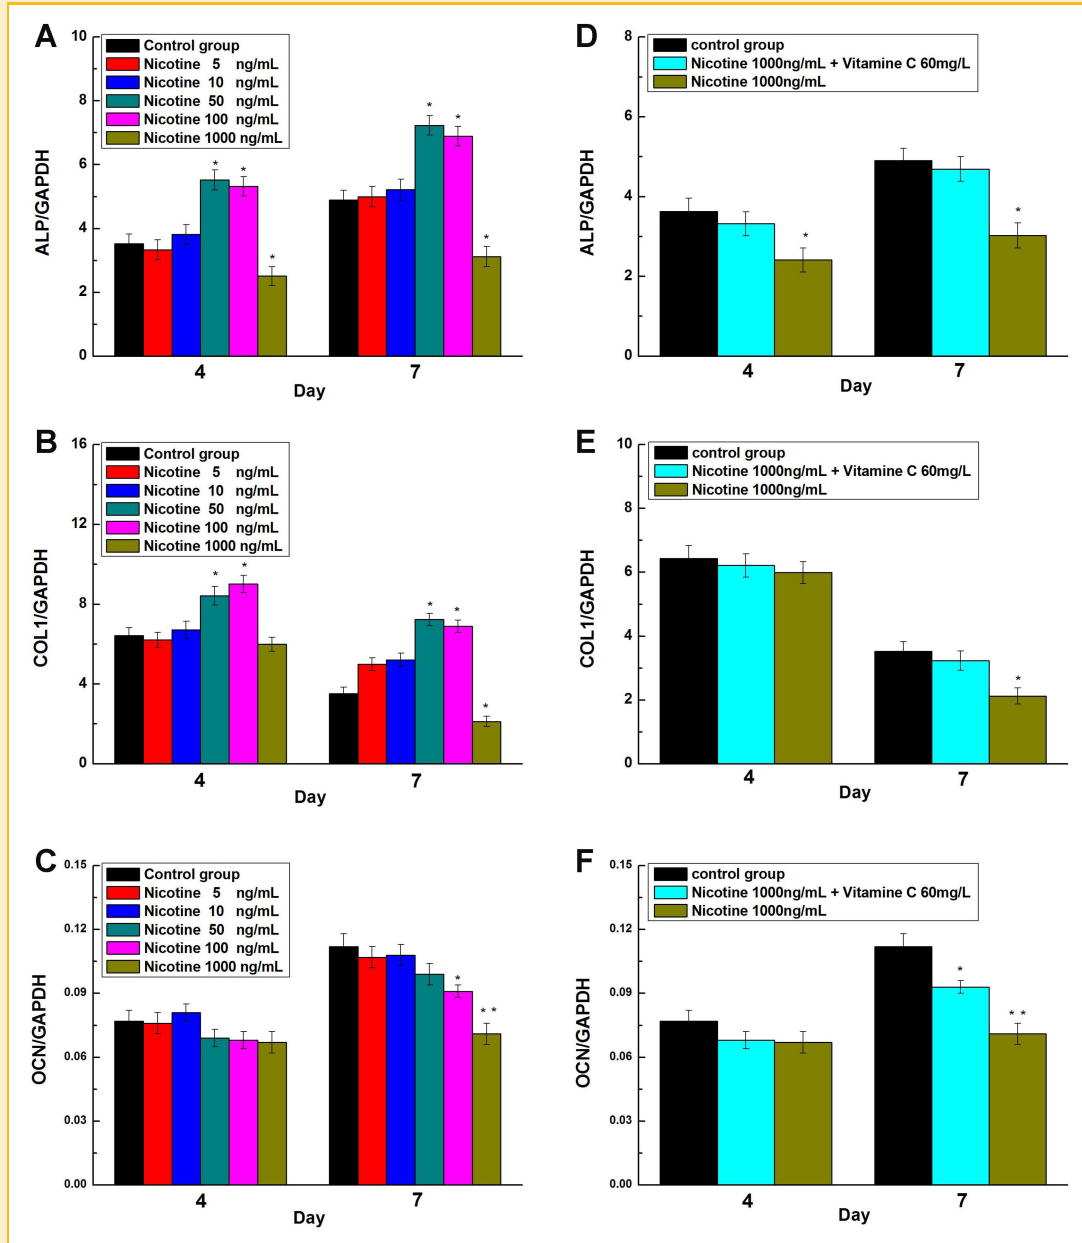 A
10
8
6
4
2
0
ALP/GAPDH
Control group
Nicotine 5 ng/mL
Nicotine 10 ng/mL
Nicotine 50 ng/mL
Nicotine 100 ng/mL
Nicotine 1000 ng/mL
* * * * * *
4 7
Day
D
8
6
4
2
0
ALP/GAPDH
control group
Nicotine 1000ng/mL + Vitamine C 60mg/L
Nicotine 1000ng/mL
* *
4 7
Day
B
16
12
8
4
0
COL1/GAPDH
Control group
Nicotine 5 ng/mL
Nicotine 10 ng/mL
Nicotine 50 ng/mL
Nicotine 100 ng/mL
Nicotine 1000 ng/mL
* * * * *
4 7
Day
E
10
8
6
4
2
0
COL1/GAPDH
control group
Nicotine 1000ng/mL + Vitamine C 60mg/L
Nicotine 1000ng/mL
*
4 7
Day
C
0.15
0.12
0.09
0.06
0.03
0.00
OCN/GAPDH
Control group
Nicotine 5 ng/mL
Nicotine 10 ng/mL
Nicotine 50 ng/mL
Nicotine 100 ng/mL
Nicotine 1000 ng/mL
* * *
4 7
Day
F
0.15
0.12
0.09
0.06
0.03
0.00
OCN/GAPDH
control group
Nicotine 1000ng/mL + Vitamine C 60mg/L
Nicotine 1000ng/mL
* * *
4 7
Day